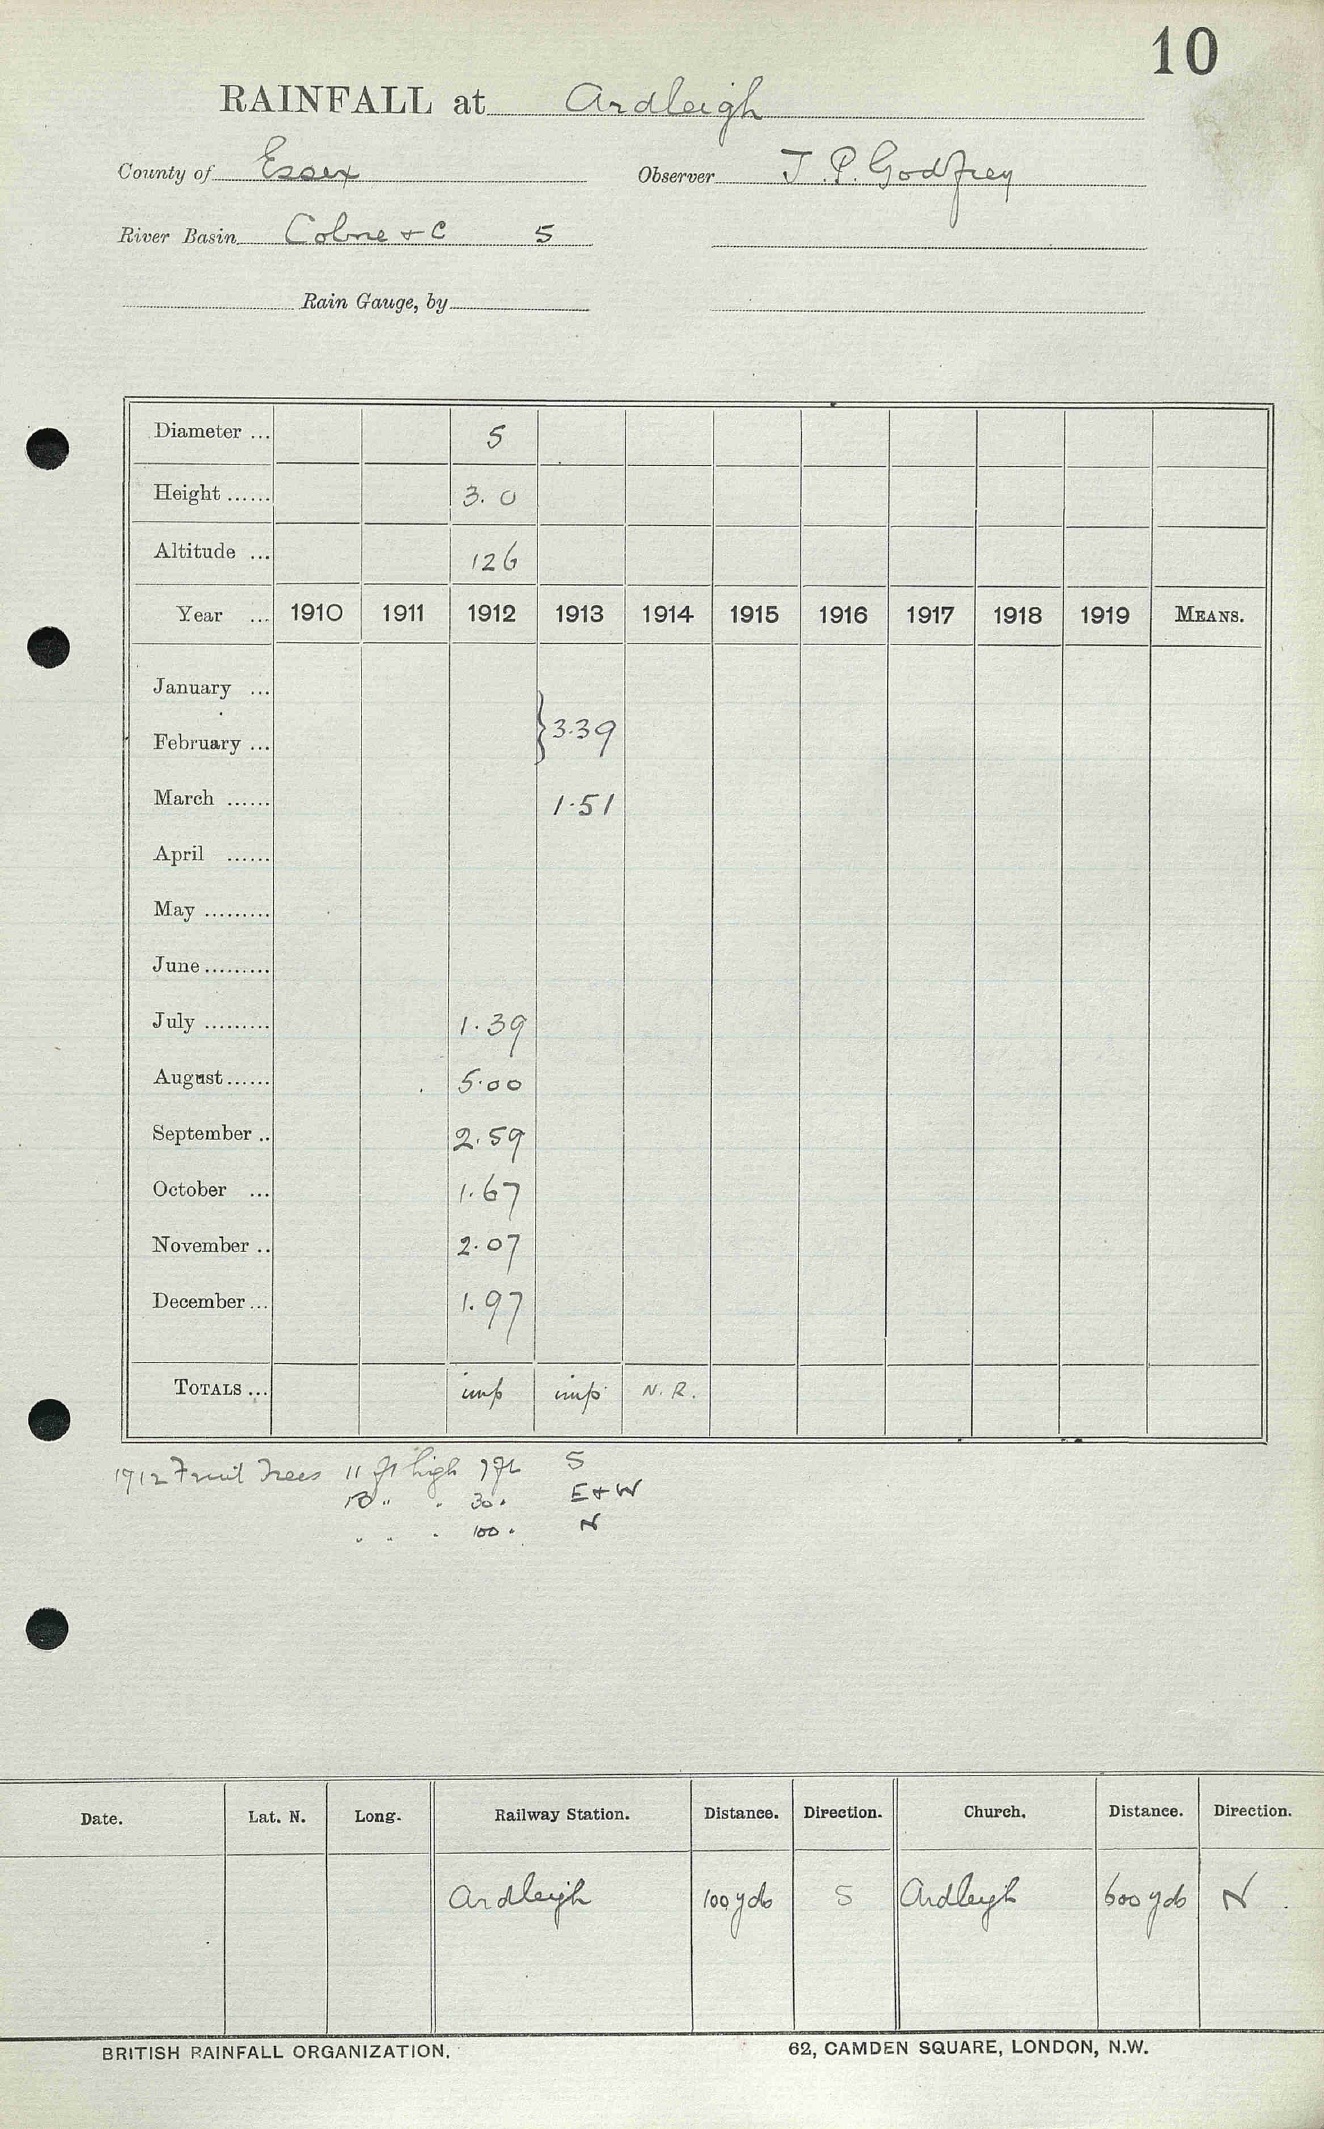 10
RAINFALL at Ardleigh
County of Essex Observer J. P. Godfrey
River Basin Colne & C 5
Rain Gauge, by
Diameter ... 5
Height ...... 3.0
Altitude ... 126
Year ... 1910 1911 1912 1913 1914 1915 1916 1917 1918 1919 MEANS.
January ...
} 3.39
February ...
March ...... 1.51
April ......
May .........
June .........
July ......... 1.39
August ...... 5.00
September .. 2.59
October ... 1.67
November .. 2.07
December ... 1.97
TOTALS ... imp imp N. R.
1912 Fruit Trees 11 ft high 7 ft S
13 " " 30 " E & W
" " " 100 " N
Date. Lat. N. Long. Railway Station. Distance. Direction. Church. Distance. Direction.
Ardleigh 100 yds S Ardleigh 600 yds N
BRITISH RAINFALL ORGANIZATION. 62, CAMDEN SQUARE, LONDON, N.W.